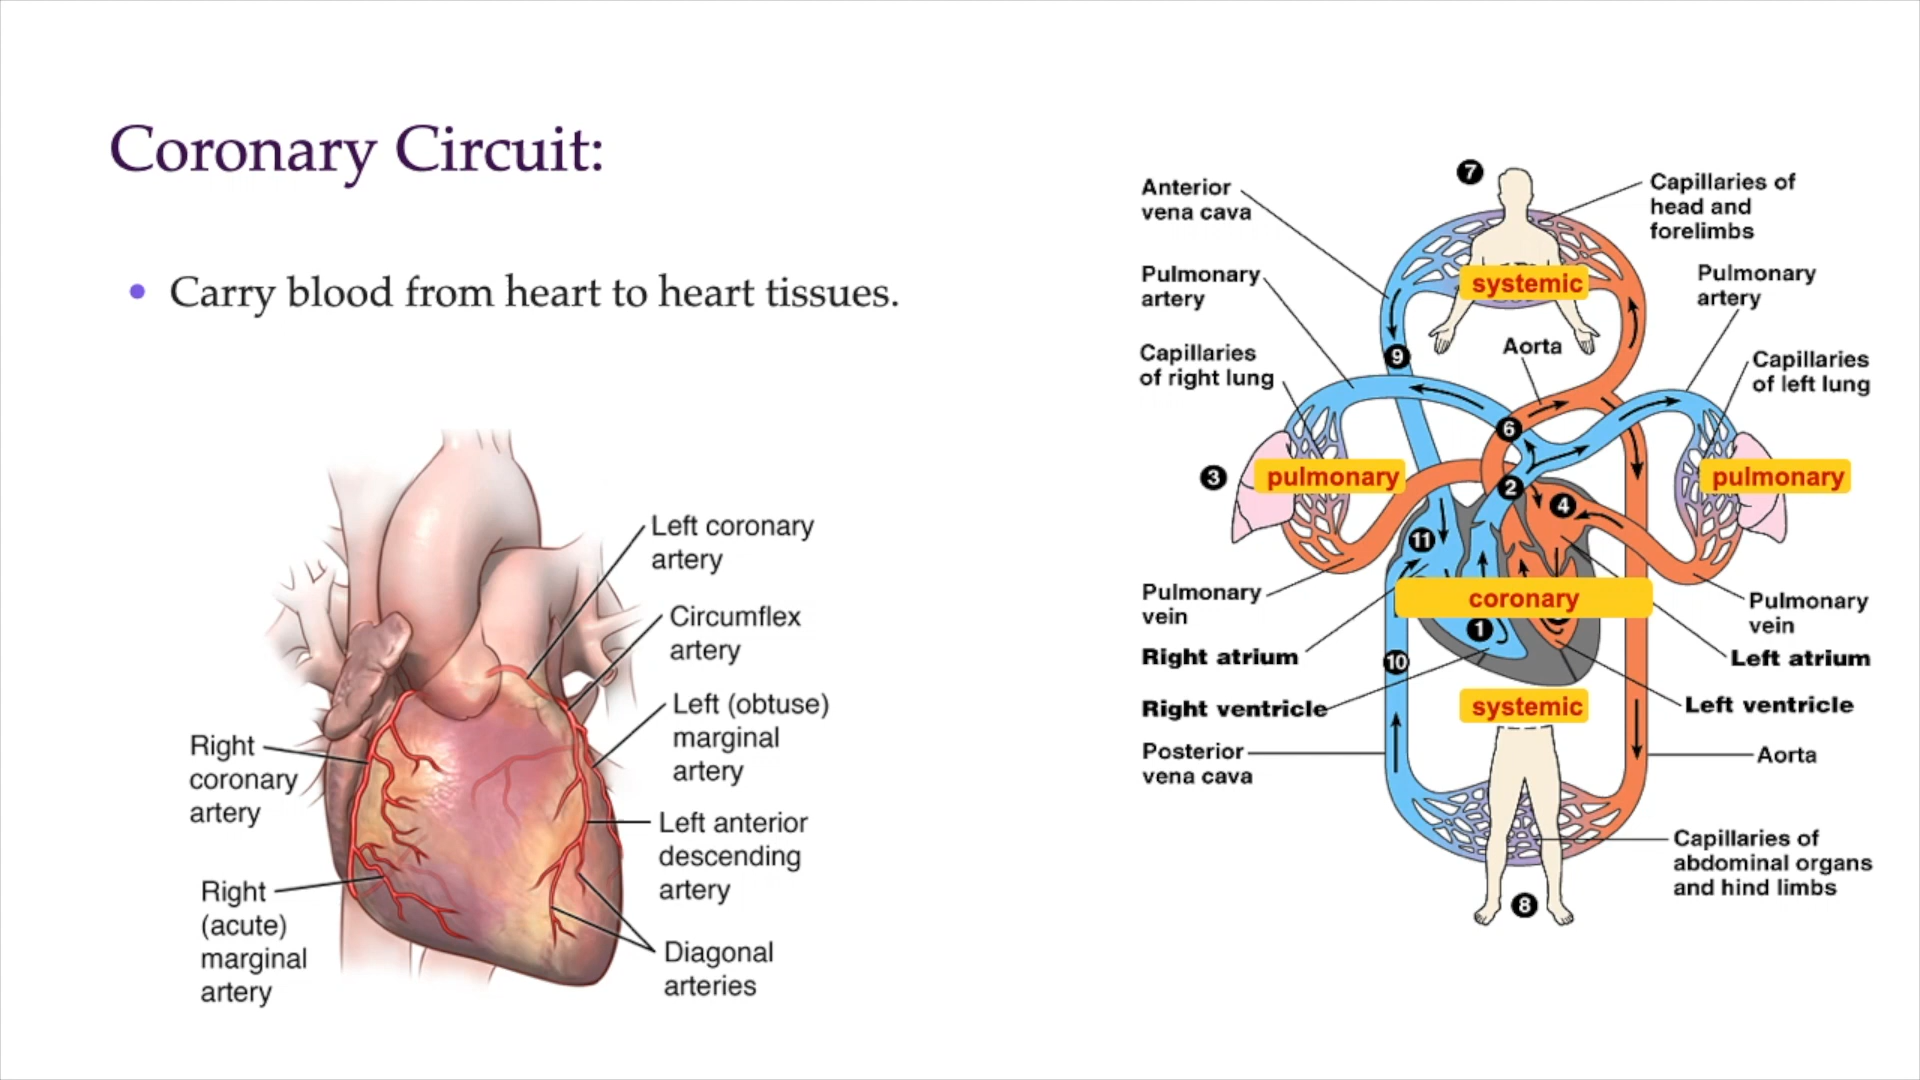 Coronary Circuit:
• Carry blood from heart to heart tissues.
Left coronary
artery
Circumflex
artery
Left (obtuse)
marginal
artery
Right
coronary
artery
Left anterior
descending
artery
Right
(acute)
marginal
artery
Diagonal
arteries
7
Anterior
vena cava
Capillaries of
head and
forelimbs
Pulmonary
artery
systemic
Pulmonary
artery
Capillaries
of right lung
9
Aorta
Capillaries
of left lung
6
3
pulmonary
2
4
pulmonary
11
Pulmonary
vein
coronary
Pulmonary
vein
1
Right atrium
10
Left atrium
Right ventricle
systemic
Left ventricle
Posterior
vena cava
Aorta
Capillaries of
abdominal organs
and hind limbs
8